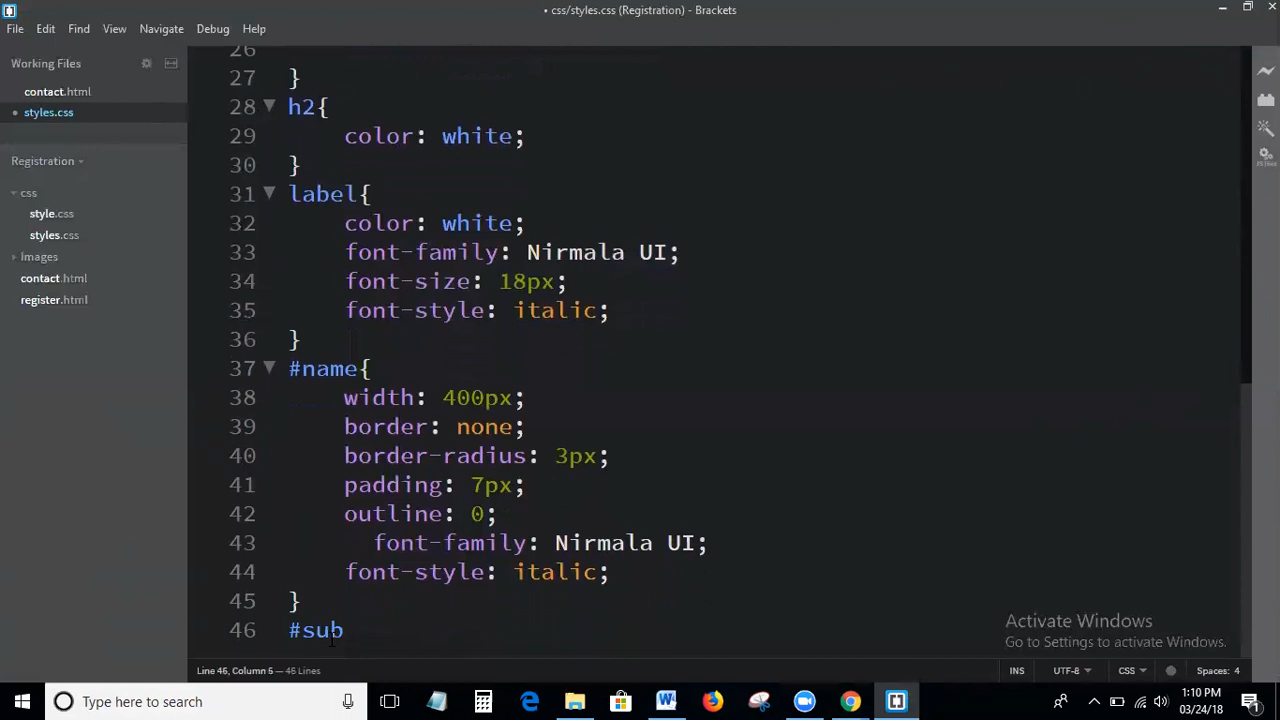 css/styles.css (Registration) - Brackets
File Edit Find View Navigate Debug Help
Working Files
contact.html
styles.css
Registration
css
style.css
styles.css
Images
contact.html
register.html
26
27 }
28 h2{
29 color: white;
30 }
31 label{
32 color: white;
33 font-family: Nirmala UI;
34 font-size: 18px;
35 font-style: italic;
36 }
37 #name{
38 width: 400px;
39 border: none;
40 border-radius: 3px;
41 padding: 7px;
42 outline: 0;
43 font-family: Nirmala UI;
44 font-style: italic;
45 }
46 #sub
Activate Windows
Go to Settings to activate Windows.
Line 46, Column 5 — 46 Lines
INS UTF-8 CSS Spaces: 4
Type here to search
1:10 PM
03/24/18